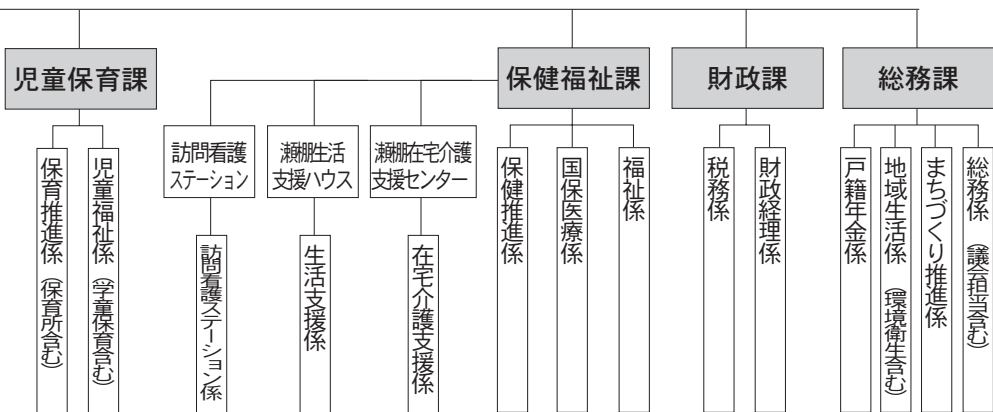 総務課
総務係（議会担当含む）
まちづくり推進係
地域生活係（環境衛生含む）
戸籍年金係
財政課
財政経理係
税務係
保健福祉課
福祉係
国保医療係
保健推進係
瀬棚在宅介護
支援センター
在宅介護支援係
瀬棚生活
支援ハウス
生活支援係
訪問看護
ステーション
訪問看護ステーション係
児童保育課
児童福祉係（学童保育含む）
保育推進係（保育所含む）